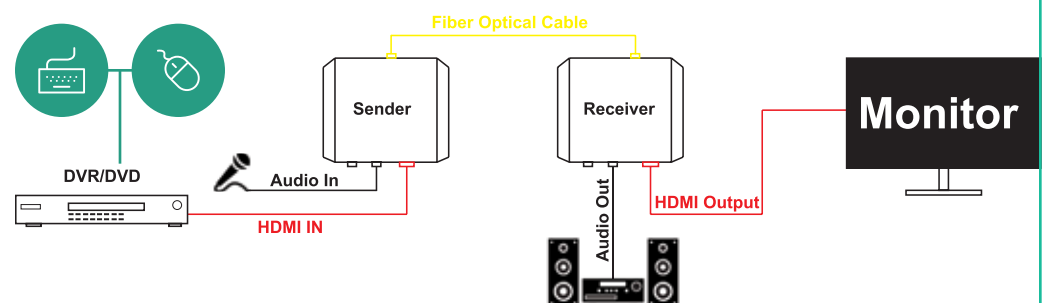 Fiber Optical Cable
Sender
Receiver
Monitor
DVR/DVD
Audio In
HDMI IN
Audio Out
HDMI Output